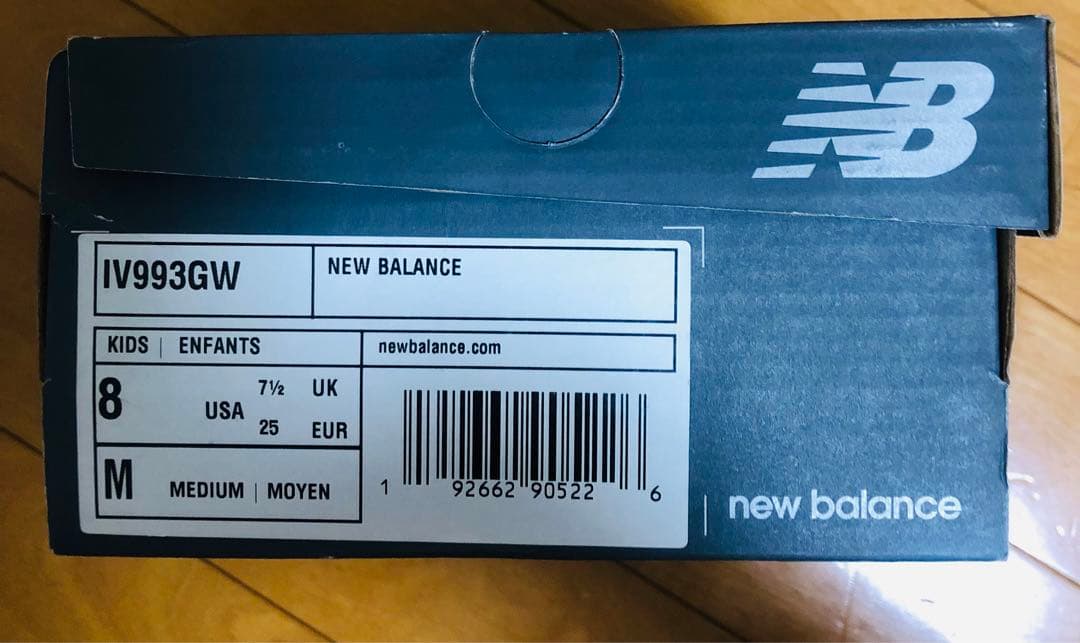 NB
IV993GW
NEW BALANCE
KIDS | ENFANTS
newbalance.com
8 USA 7½ UK
25 EUR
M MEDIUM | MOYEN
1 92662 90522 6
new balance